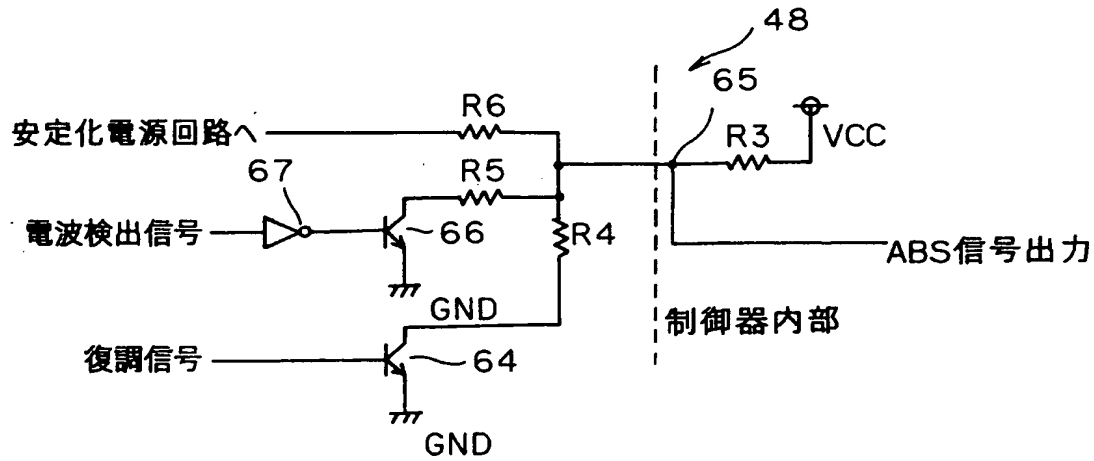 48
65
R6
安定化電源回路へ
R3
VCC
67
R5
電波検出信号
66
R4
ABS信号出力
GND
制御器内部
復調信号
64
GND